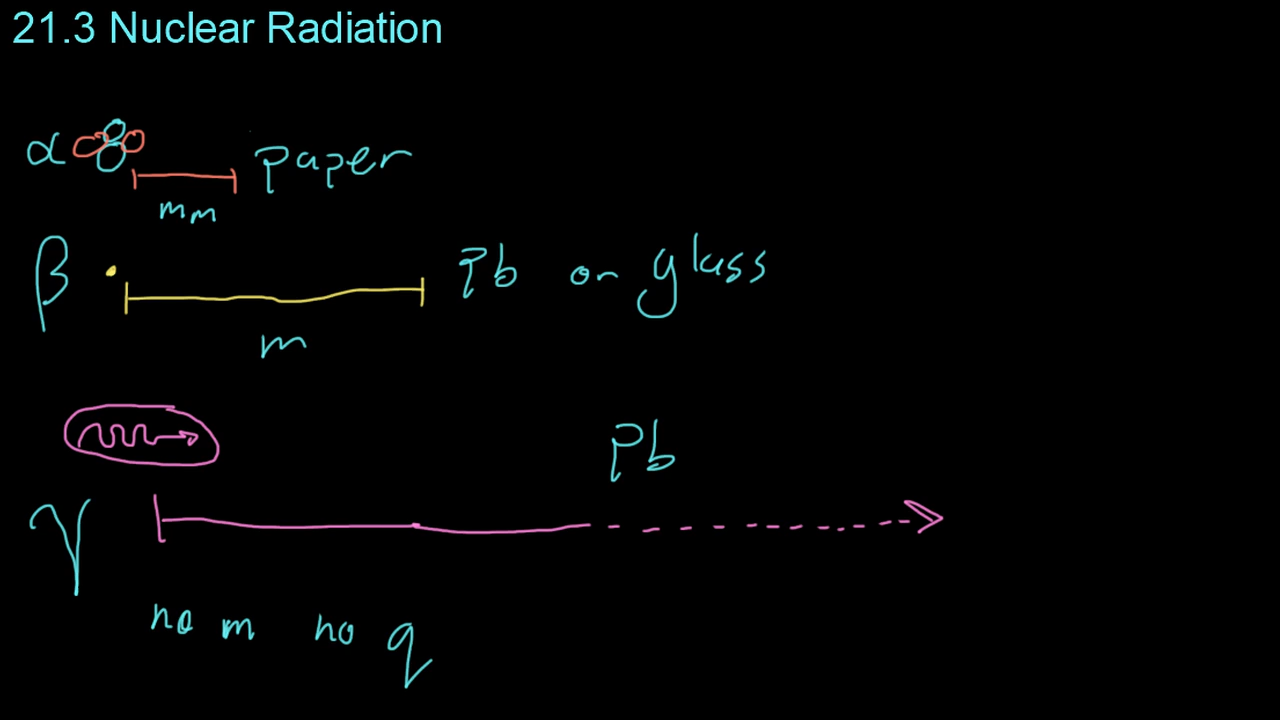 21.3 Nuclear Radiation
α paper
mm
β Pb or glass
m
Pb
γ
no m no q